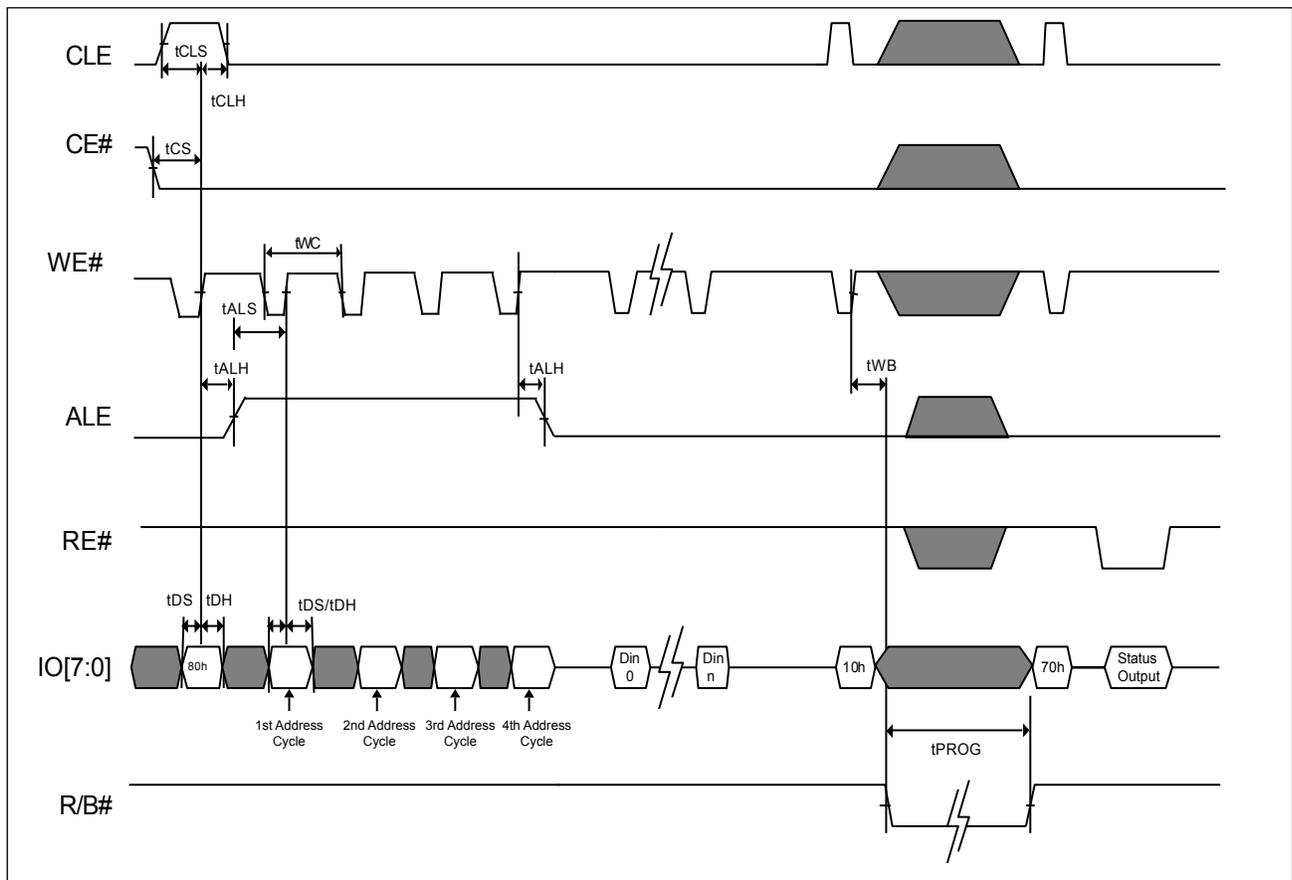 CLE
tCLS
tCLH
CE#
tCS
WE#
tWC
tALS
tALH
tALH
tWB
ALE
RE#
tDS
tDH
tDS/tDH
IO[7:0]
80h
Din
0
Din
n
10h
70h
Status
Output
1st Address
Cycle
2nd Address
Cycle
3rd Address
Cycle
4th Address
Cycle
tPROG
R/B#